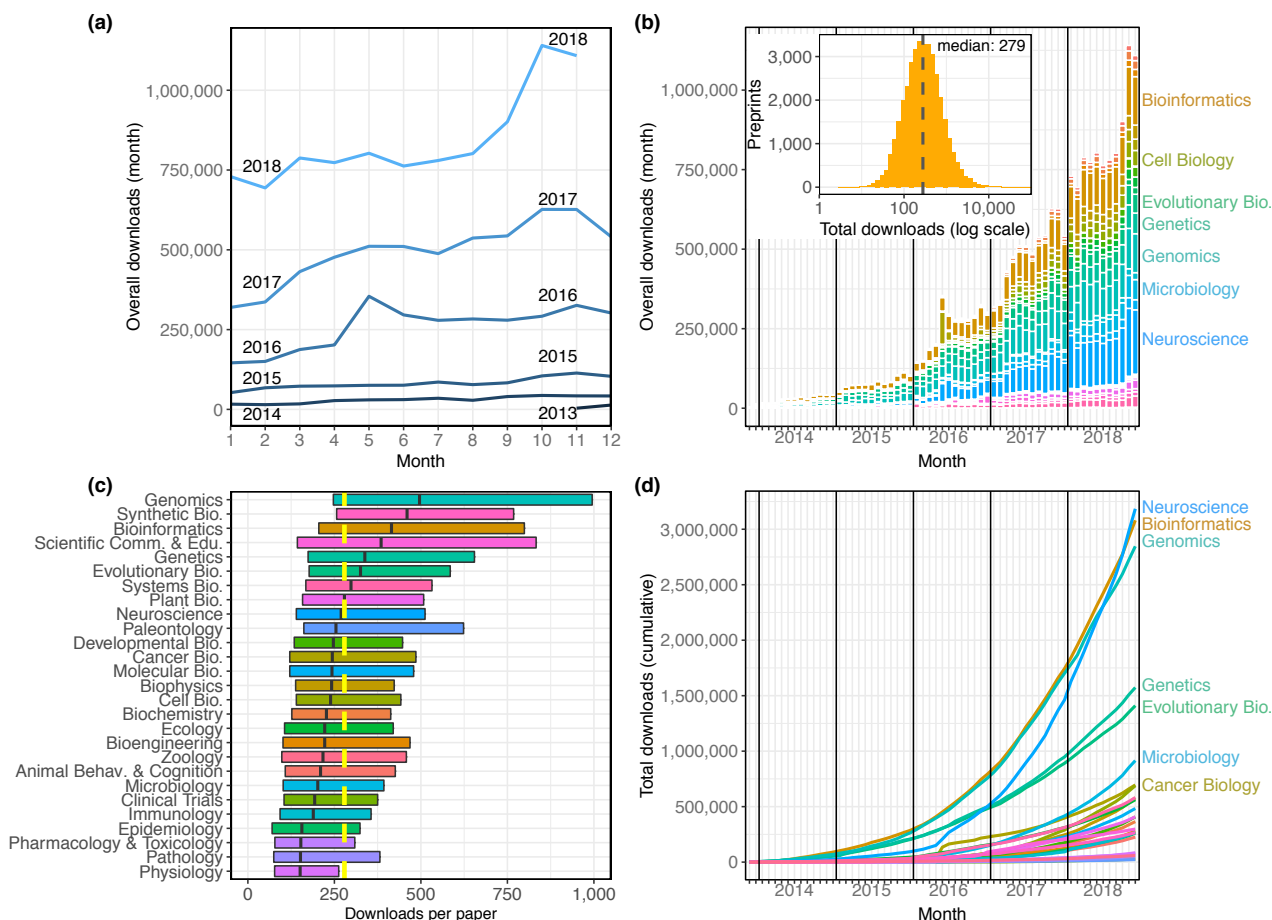 (a)
Overall downloads (month)
1,000,000
750,000
500,000
250,000
0
2018
2018
2017
2017
2016
2016
2015
2015
2014
2013
1 2 3 4 5 6 7 8 9 10 11 12
Month
(b)
Overall downloads (month)
1,000,000
750,000
500,000
250,000
0
median: 279
Preprints
3,000
2,000
1,000
0
1 100 10,000
Total downloads (log scale)
Bioinformatics
Cell Biology
Evolutionary Bio.
Genetics
Genomics
Microbiology
Neuroscience
2014 2015 2016 2017 2018
Month
(c)
Genomics
Synthetic Bio.
Bioinformatics
Scientific Comm. & Edu.
Genetics
Evolutionary Bio.
Systems Bio.
Plant Bio.
Neuroscience
Paleontology
Developmental Bio.
Cancer Bio.
Molecular Bio.
Biophysics
Cell Bio.
Biochemistry
Ecology
Bioengineering
Zoology
Animal Behav. & Cognition
Microbiology
Clinical Trials
Immunology
Epidemiology
Pharmacology & Toxicology
Pathology
Physiology
0 250 500 750 1,000
Downloads per paper
(d)
Total downloads (cumulative)
3,000,000
2,500,000
2,000,000
1,500,000
1,000,000
500,000
0
Neuroscience
Bioinformatics
Genomics
Genetics
Evolutionary Bio.
Microbiology
Cancer Biology
2014 2015 2016 2017 2018
Month